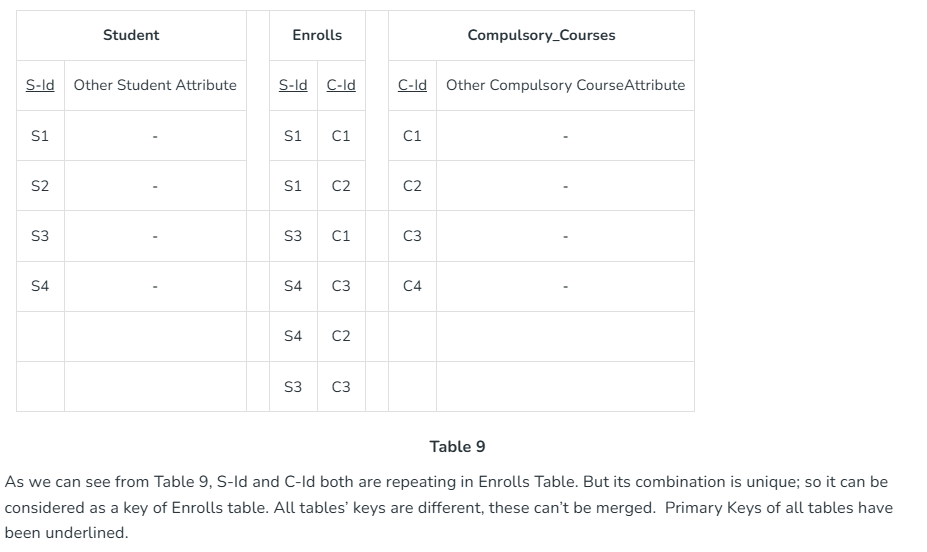 Student Enrolls Compulsory_Courses
S-Id Other Student Attribute S-Id C-Id C-Id Other Compulsory CourseAttribute
S1 - S1 C1 C1 -
S2 - S1 C2 C2 -
S3 - S3 C1 C3 -
S4 - S4 C3 C4 -
S4 C2
S3 C3
Table 9
As we can see from Table 9, S-Id and C-Id both are repeating in Enrolls Table. But its combination is unique; so it can be
considered as a key of Enrolls table. All tables’ keys are different, these can’t be merged.  Primary Keys of all tables have
been underlined.